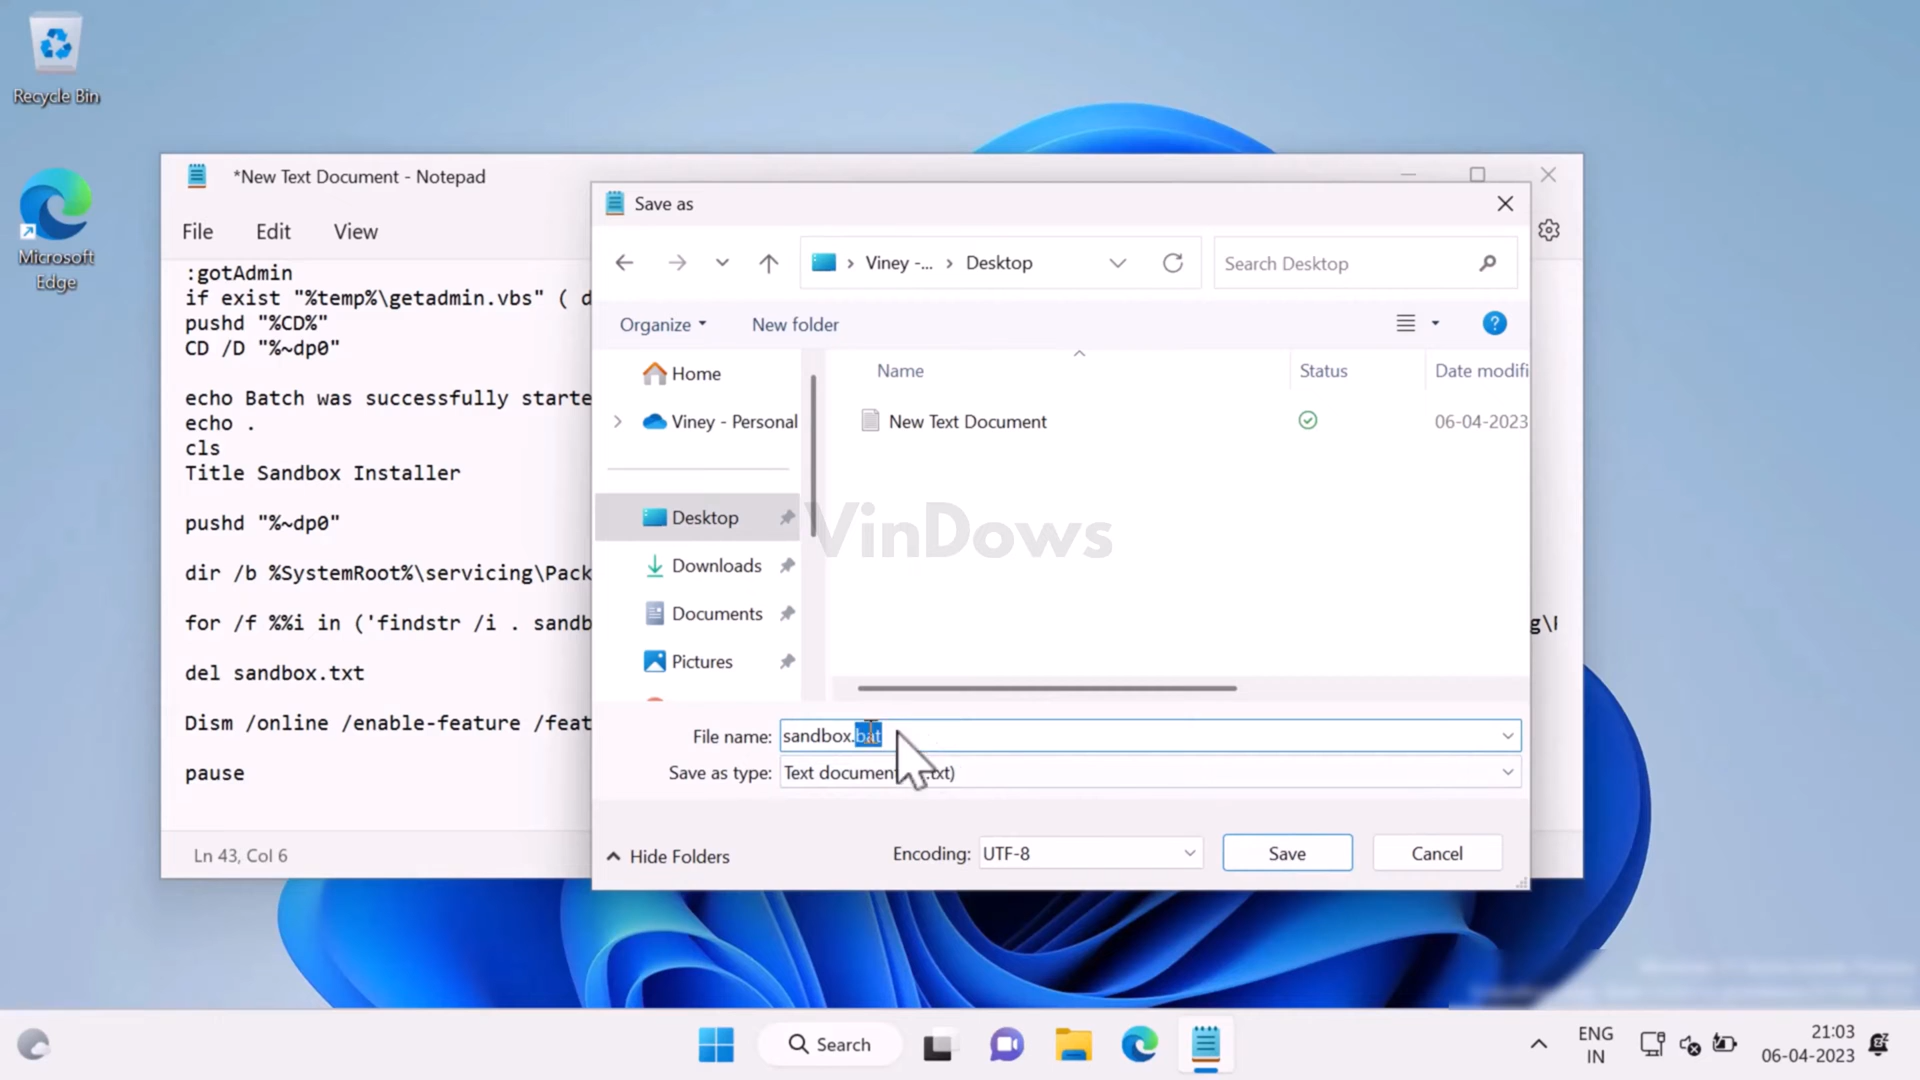 Recycle Bin
Microsoft
Edge
*New Text Document - Notepad
File Edit View
:gotAdmin
if exist "%temp%\getadmin.vbs" ( d
pushd "%CD%"
CD /D "%~dp0"
echo Batch was successfully starte
echo .
cls
Title Sandbox Installer
pushd "%~dp0"
dir /b %SystemRoot%\servicing\Pack
for /f %%i in ('findstr /i . sandb
g\P
del sandbox.txt
Dism /online /enable-feature /feat
pause
Ln 43, Col 6
Save as
Viney -... › Desktop
Search Desktop
Organize New folder
Name Status Date modifi
Home
Viney - Personal
New Text Document 06-04-2023
Desktop
Downloads
Documents
Pictures
VinDows
File name: sandbox.bat
Save as type: Text document txt)
Hide Folders Encoding: UTF-8 Save Cancel
Search
ENG
IN
21:03
06-04-2023